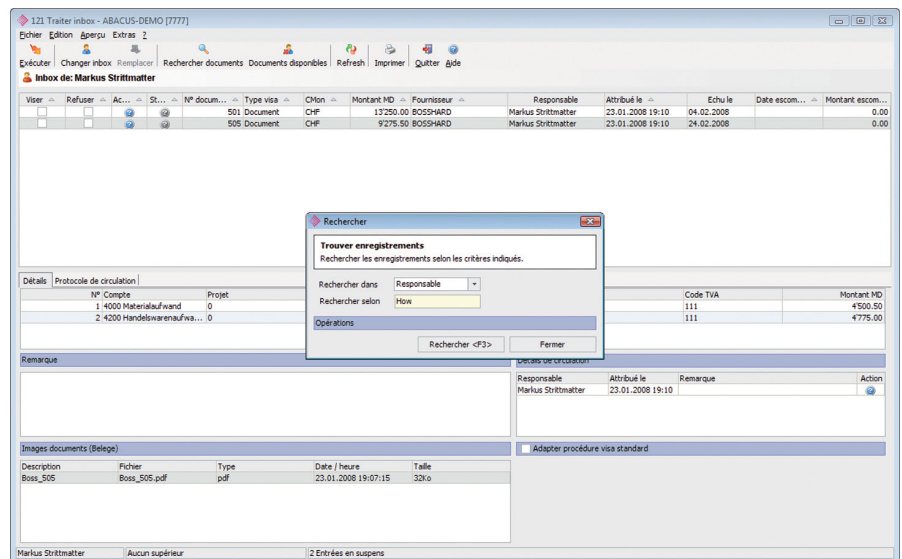 121 Traiter inbox - ABACUS-DEMO [7777]
Eichier Edition Aperçu Extras ?
Exécuter Changer inbox Remplacer Rechercher documents Documents disponibles Refresh Imprimer Quitter Aide
Inbox de: Markus Strittmatter
Viser Refuser Ac... St... N° docum... Type visa CMon Montant MD Fournisseur Responsable Attribué le Echu le Date escom... Montant escom...
501 Document CHF 13'250.00 BOSSHARD Markus Strittmatter 23.01.2008 19:10 04.02.2008 0.00
505 Document CHF 9'275.50 BOSSHARD Markus Strittmatter 23.01.2008 19:10 24.02.2008 0.00
Rechercher
Trouver enregistrements
Rechercher les enregistrements selon les critères indiqués.
Rechercher dans Responsable
Rechercher selon How
Opérations
Rechercher <F3> Fermer
Détails Protocole de circulation
N° Compte Projet Code TVA Montant MD
1 4000 Materialaufwand 0 111 4'500.50
2 4200 Handelswarenaufwa... 0 111 4'775.00
Remarque
Détails de circulation
Responsable Attribué le Remarque Action
Markus Strittmatter 23.01.2008 19:10
Images documents (Belege)
Adapter procédure visa standard
Description Fichier Type Date / heure Taille
Boss_505 Boss_505.pdf pdf 23.01.2008 19:07:15 32Ko
Markus Strittmatter Aucun supérieur 2 Entrées en suspens